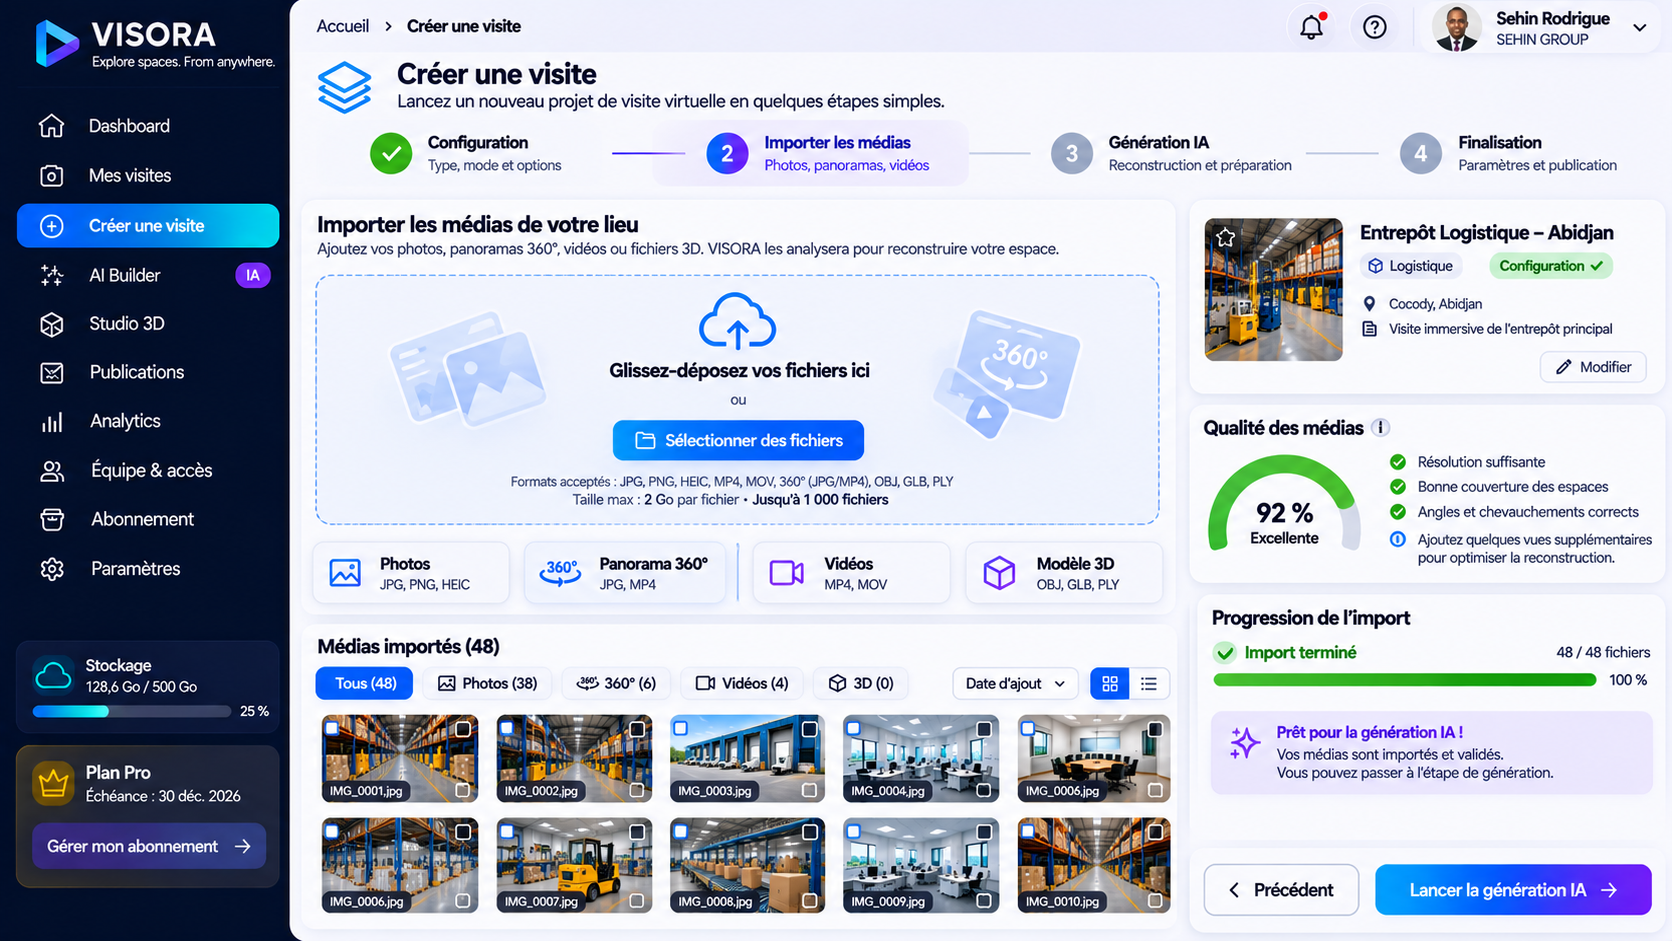 VISORA
Explore spaces. From anywhere.
Dashboard
Mes visites
Créer une visite
AI Builder
IA
Studio 3D
Publications
Analytics
Équipe & accès
Abonnement
Paramètres
Stockage
128,6 Go / 500 Go
25 %
Plan Pro
Échéance : 30 déc. 2026
Gérer mon abonnement
Accueil > Créer une visite
Sehin Rodrigue
SEHIN GROUP
Créer une visite
Lancez un nouveau projet de visite virtuelle en quelques étapes simples.
Configuration
Type, mode et options
2
Importer les médias
Photos, panoramas, vidéos
3
Génération IA
Reconstruction et préparation
4
Finalisation
Paramètres et publication
Importer les médias de votre lieu
Ajoutez vos photos, panoramas 360°, vidéos ou fichiers 3D. VISORA les analysera pour reconstruire votre espace.
360°
Glissez-déposez vos fichiers ici
ou
Sélectionner des fichiers
Formats acceptés : JPG, PNG, HEIC, MP4, MOV, 360° (JPG/MP4), OBJ, GLB, PLY
Taille max : 2 Go par fichier • Jusqu'à 1 000 fichiers
Photos
JPG, PNG, HEIC
360°
Panorama 360°
JPG, MP4
Vidéos
MP4, MOV
Modèle 3D
OBJ, GLB, PLY
Médias importés (48)
Tous (48)
Photos (38)
360°
360° (6)
Vidéos (4)
3D (0)
Date d'ajout
IMG_0001.jpg
IMG_0002.jpg
IMG_0003.jpg
IMG_0004.jpg
IMG_0006.jpg
IMG_0006.jpg
IMG_0007.jpg
IMG_0008.jpg
IMG_0009.jpg
IMG_0010.jpg
Entrepôt Logistique – Abidjan
Logistique
Configuration
Cocody, Abidjan
Visite immersive de l'entrepôt principal
Modifier
Qualité des médias
92 %
Excellente
Résolution suffisante
Bonne couverture des espaces
Angles et chevauchements corrects
Ajoutez quelques vues supplémentaires
pour optimiser la reconstruction.
Progression de l'import
Import terminé
48 / 48 fichiers
100 %
Prêt pour la génération IA !
Vos médias sont importés et validés.
Vous pouvez passer à l'étape de génération.
Précédent
Lancer la génération IA